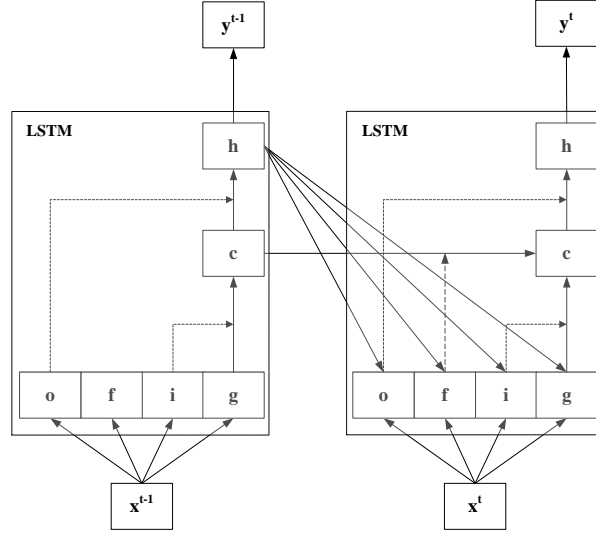 y^{t-1} y^{t}
LSTM LSTM
h h
c c
o f i g o f i g
x^{t-1} x^{t}